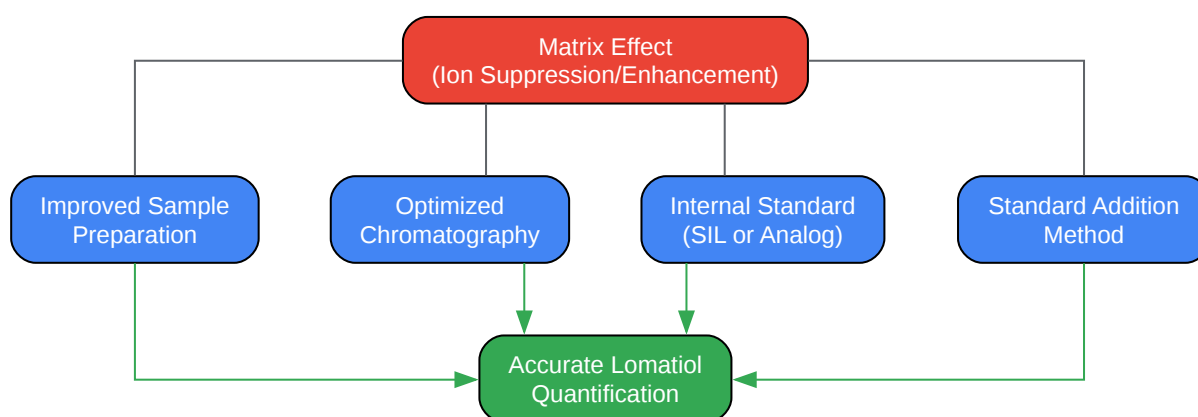 Matrix Effect
(Ion Suppression/Enhancement)
Improved Sample
Preparation
Optimized
Chromatography
Internal Standard
(SIL or Analog)
Standard Addition
Method
Accurate Lomatiol
Quantification